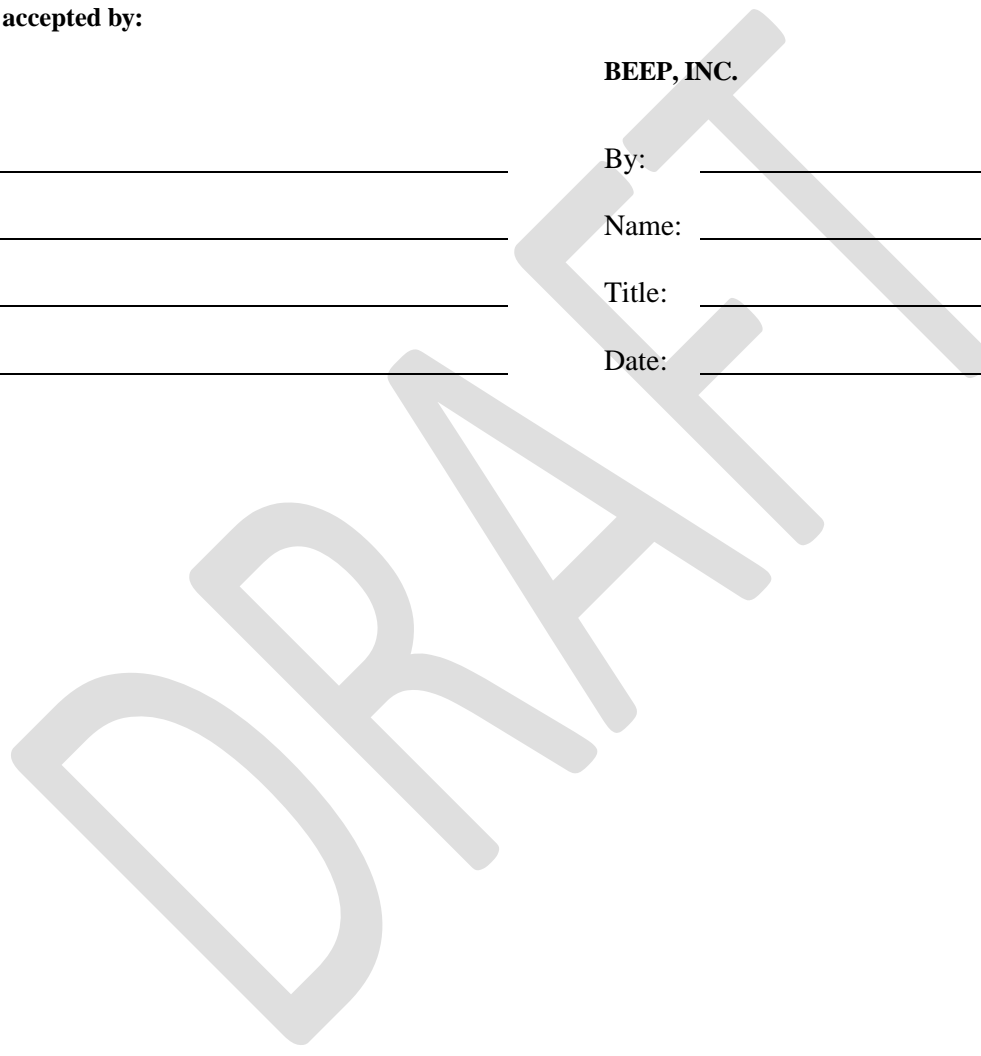 accepted by:
BEEP, INC.
By:
Name:
Title:
Date:
DRAFT